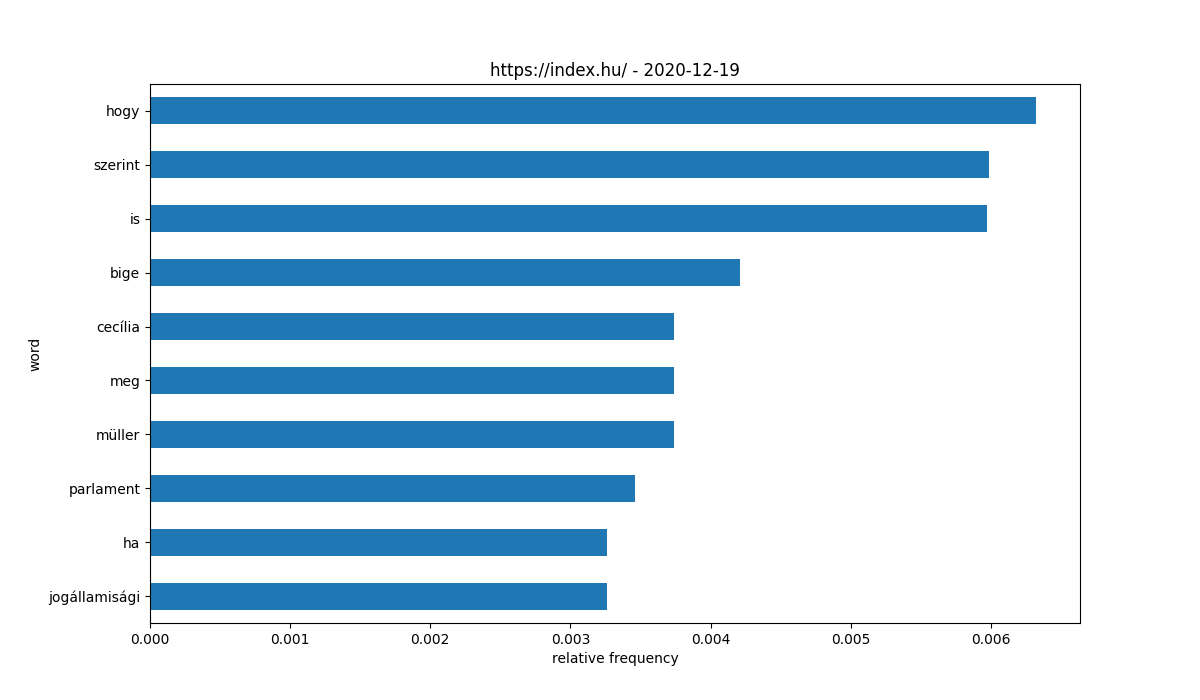 https://index.hu/ - 2020-12-19
hogy
szerint
is
bige
cecília
meg
müller
parlament
ha
jogállamisági
word
0.000 0.001 0.002 0.003 0.004 0.005 0.006
relative frequency